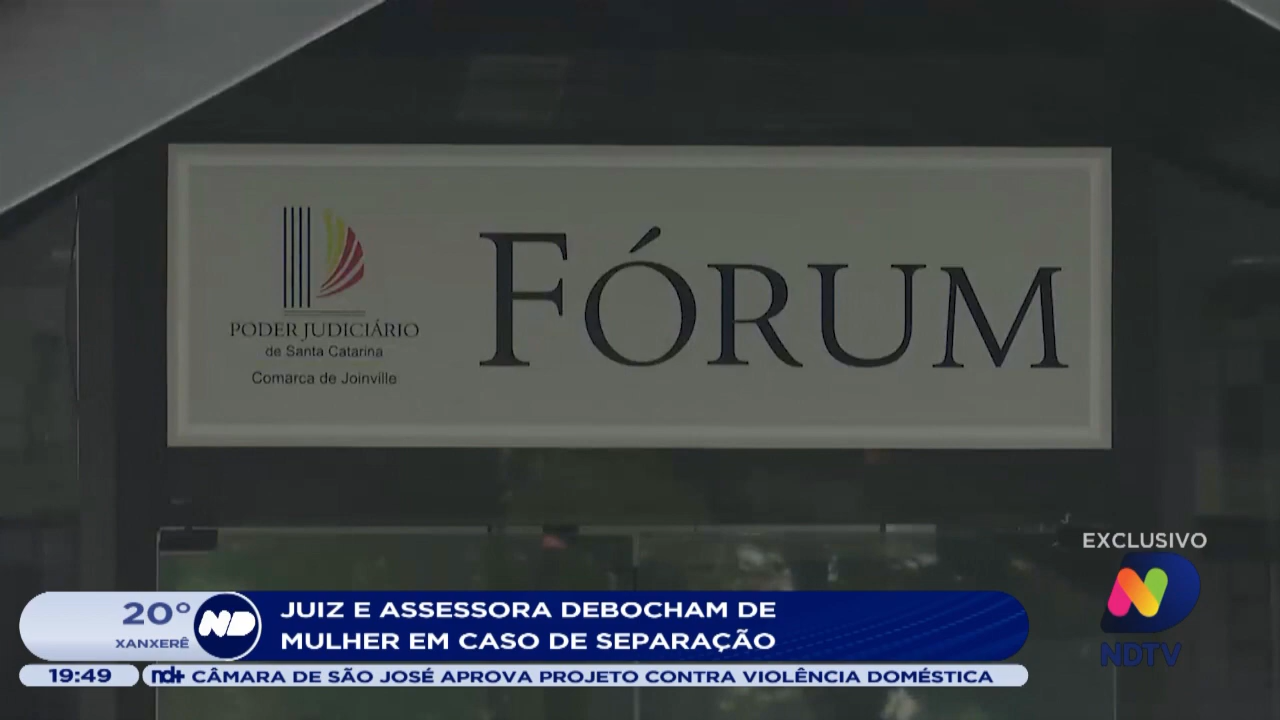 PODER JUDICIÁRIO
de Santa Catarina
Comarca de Joinville
FÓRUM
EXCLUSIVO
NDTV
20°
XANXERÊ
ND
JUIZ E ASSESSORA DEBOCHAM DE
MULHER EM CASO DE SEPARAÇÃO
19:49
nd+ CÂMARA DE SÃO JOSÉ APROVA PROJETO CONTRA VIOLÊNCIA DOMÉSTICA